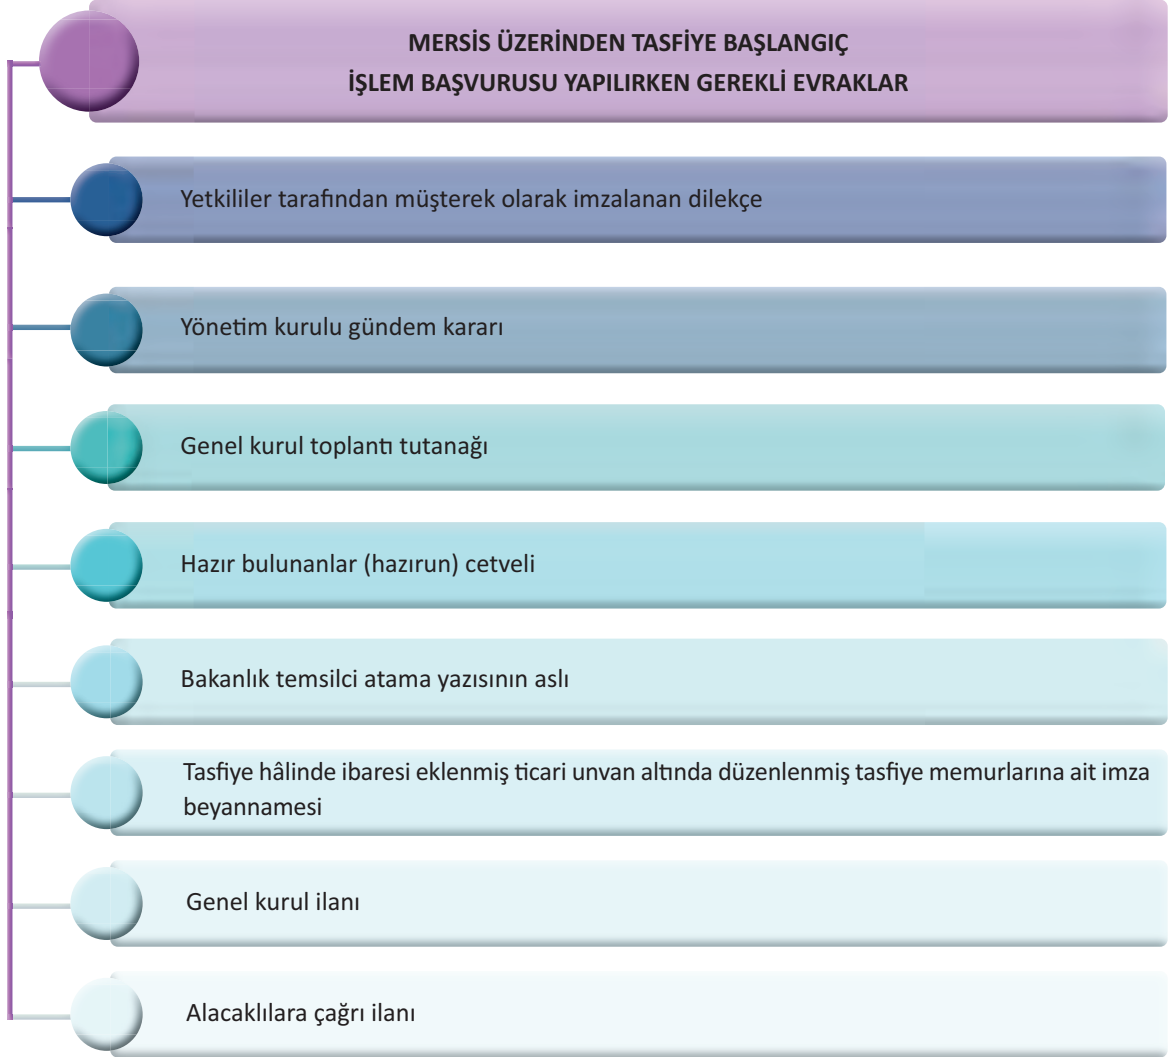 MERSİS ÜZERİNDEN TASFİYE BAŞLANGIÇ
İŞLEM BAŞVURUSU YAPILIRKEN GEREKLİ EVRAKLAR
Yetkililer tarafından müşterek olarak imzalanan dilekçe
Yönetim kurulu gündem kararı
Genel kurul toplantı tutanağı
Hazır bulunanlar (hazırun) cetveli
Bakanlık temsilci atama yazısının aslı
Tasfiye hâlinde ibaresi eklenmiş ticari unvan altında düzenlenmiş tasfiye memurlarına ait imza
beyannamesi
Genel kurul ilanı
Alacaklılara çağrı ilanı